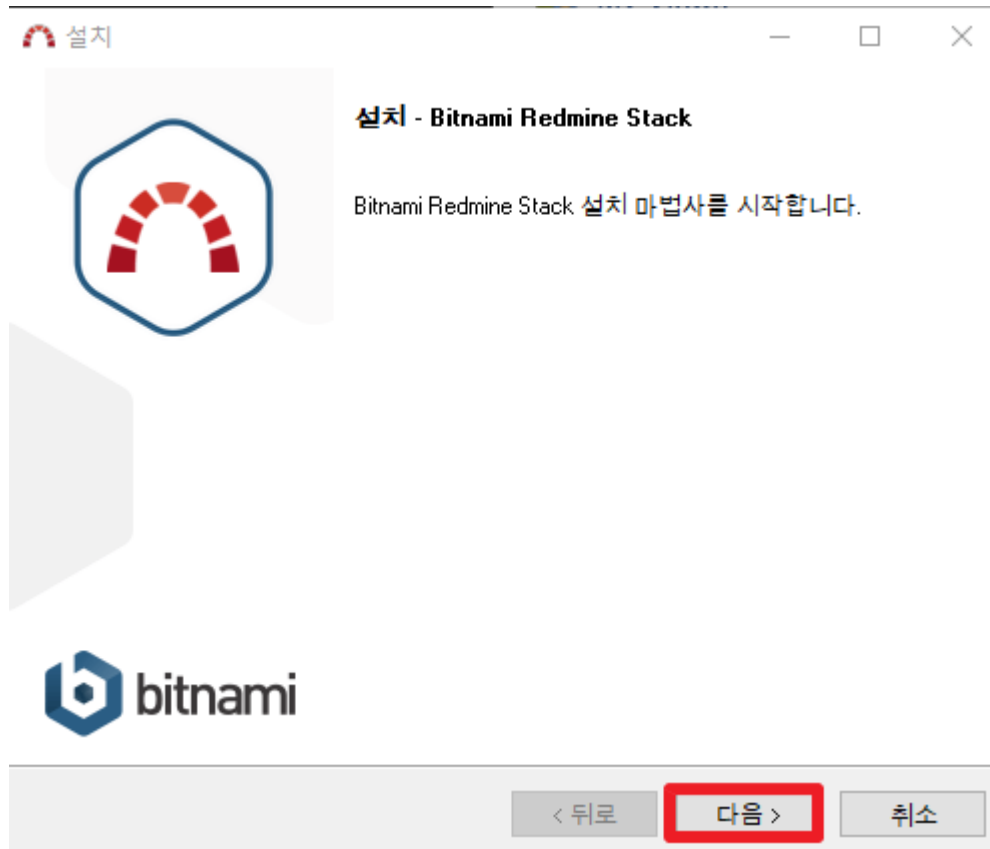 설치
설치 - Bitnami Redmine Stack
Bitnami Redmine Stack 설치 마법사를 시작합니다.
bitnami
< 뒤로
다음 >
취소